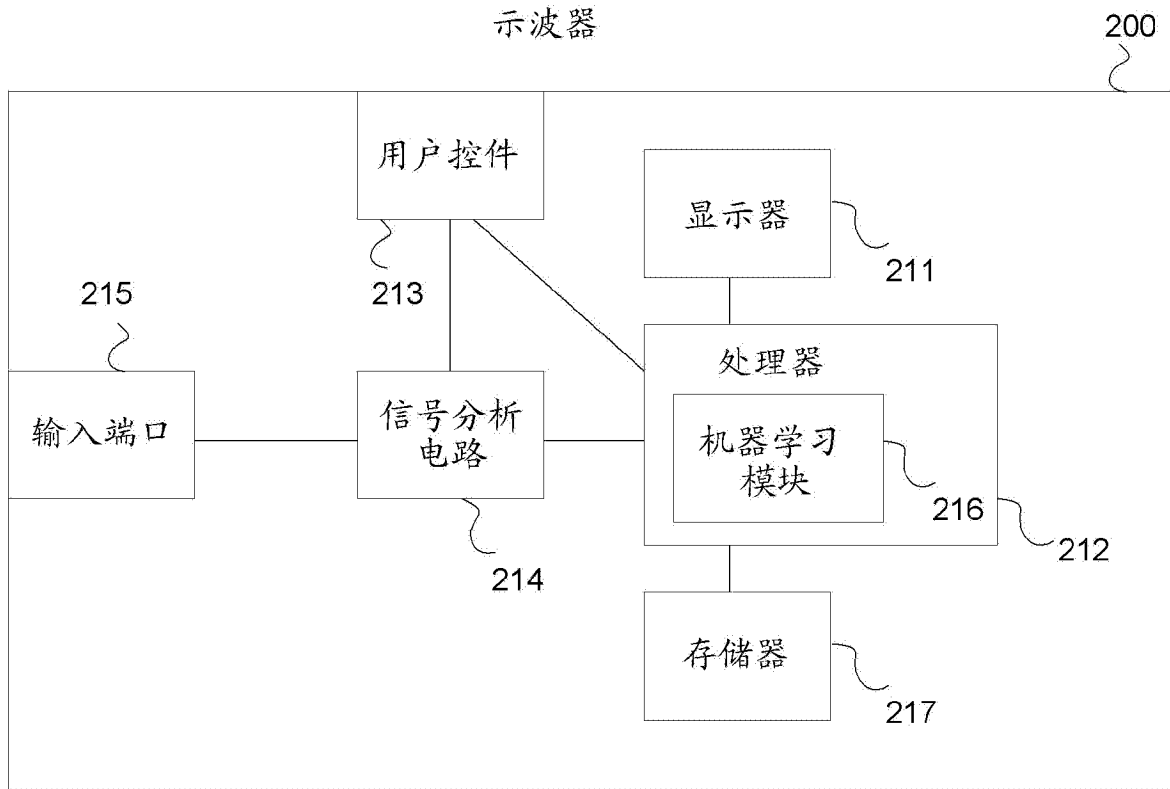 示波器
200
用户控件
显示器
211
213
215
处理器
输入端口
信号分析
电路
机器学习
模块
216
212
214
存储器
217